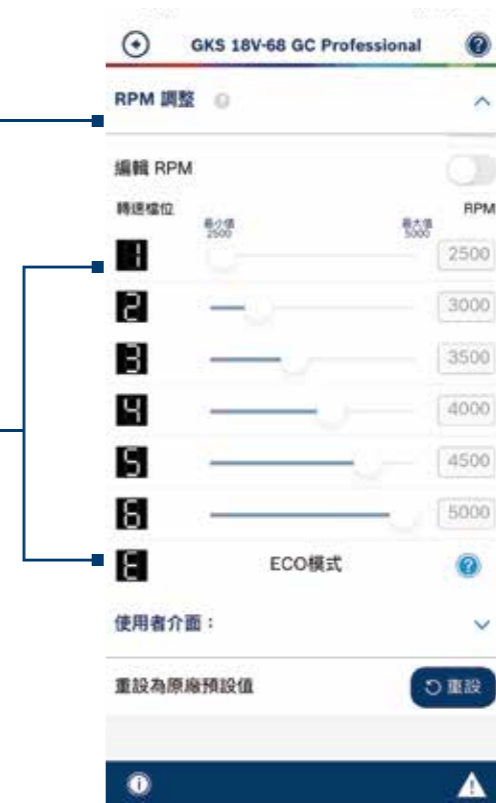 GKS 18V-68 GC Professional
RPM 調整
編輯 RPM
轉速檔位 最小值 最大值 RPM
2500 5000
1 2500
2 3000
3 3500
4 4000
5 4500
6 5000
E ECO模式
使用者介面：
重設為原廠預設值 重設